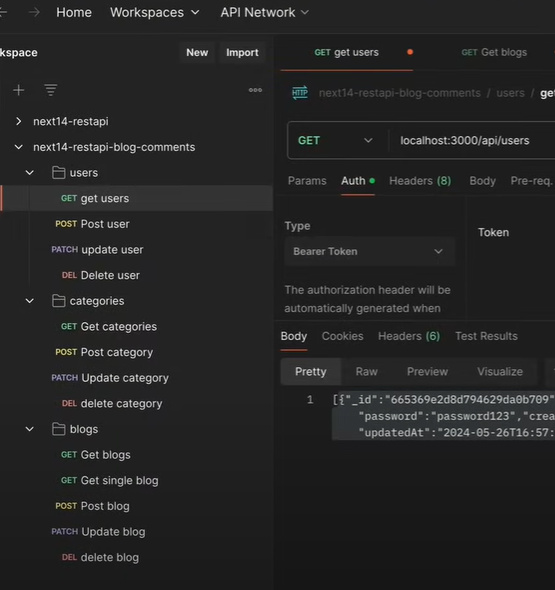 Home Workspaces API Network
kspace New Import
next14-restapi
next14-restapi-blog-comments
users
GET get users
POST Post user
PATCH update user
DEL Delete user
categories
GET Get categories
POST Post category
PATCH Update category
DEL delete category
blogs
GET Get blogs
GET Get single blog
POST Post blog
PATCH Update blog
DEL delete blog
GET get users GET Get blogs
HTTP next14-restapi-blog-comments / users / get
GET localhost:3000/api/users
Params Auth Headers (8) Body Pre-req.
Type
Bearer Token
Token
The authorization header will be
automatically generated when
Body Cookies Headers (6) Test Results
Pretty Raw Preview Visualize
1 [{"_id":"665369e2d8d794629da0b709"
"password":"password123","crea
"updatedAt":"2024-05-26T16:57: